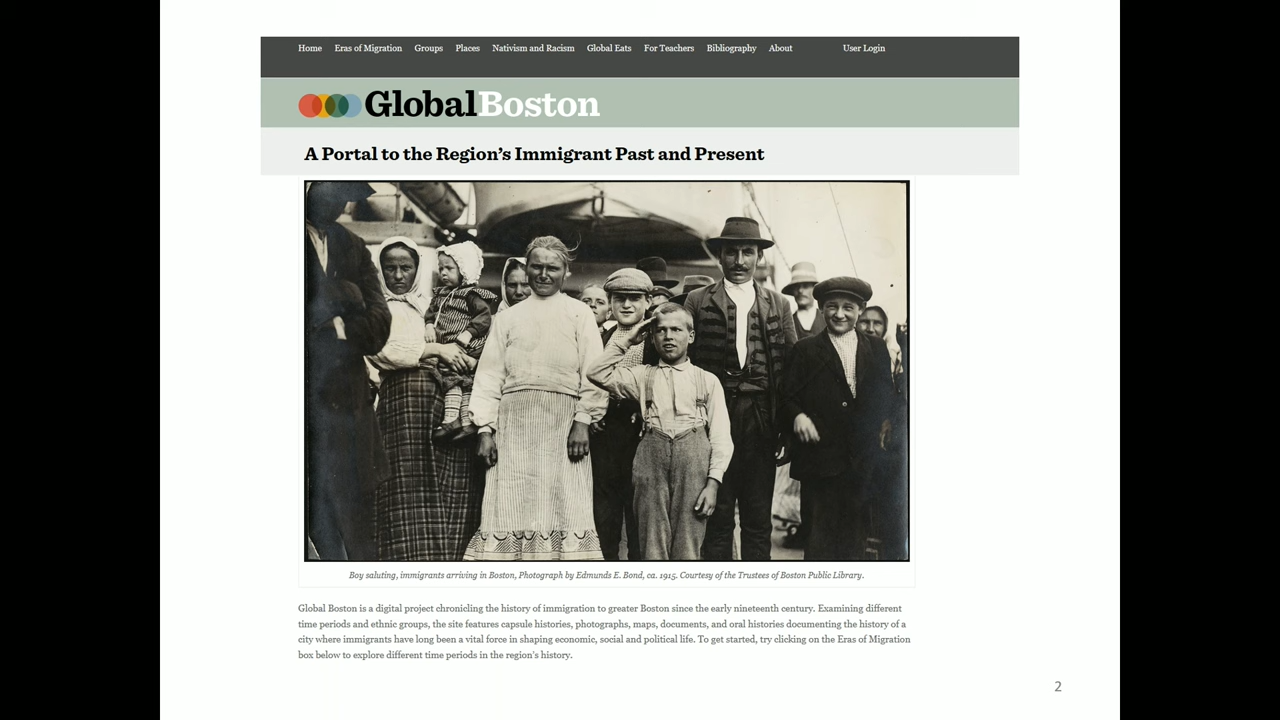 Home Eras of Migration Groups Places Nativism and Racism Global Eats For Teachers Bibliography About User Login
GlobalBoston
A Portal to the Region's Immigrant Past and Present
Boy saluting, immigrants arriving in Boston, Photograph by Edmunds E. Bond, ca. 1915. Courtesy of the Trustees of Boston Public Library.
Global Boston is a digital project chronicling the history of immigration to greater Boston since the early nineteenth century. Examining different
time periods and ethnic groups, the site features capsule histories, photographs, maps, documents, and oral histories documenting the history of a
city where immigrants have long been a vital force in shaping economic, social and political life. To get started, try clicking on the Eras of Migration
box below to explore different time periods in the region's history.
2